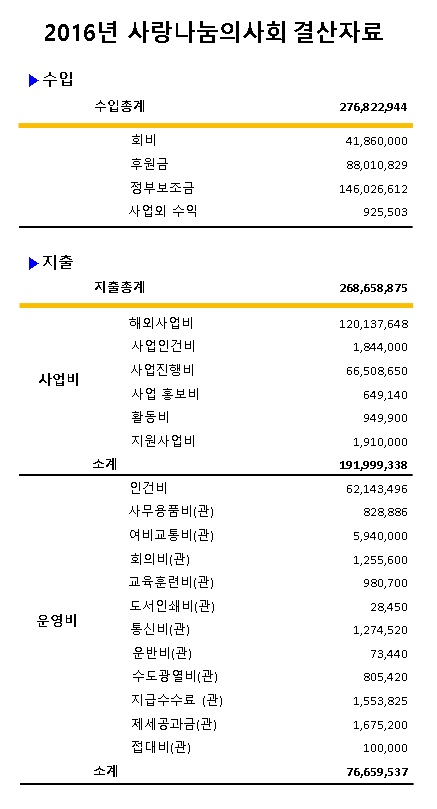 2016년 사랑나눔의사회 결산자료
▶수입
수입총계 276,822,944
회비 41,860,000
후원금 88,010,829
정부보조금 146,026,612
사업외 수익 925,503
▶지출
지출총계 268,658,875
해외사업비 120,137,648
사업인건비 1,844,000
사업진행비 66,508,650
사업비
사업 홍보비 649,140
활동비 949,900
지원사업비 1,910,000
소계 191,999,338
인건비 62,143,496
사무용품비(관) 828,886
여비교통비(관) 5,940,000
회의비(관) 1,255,600
교육훈련비(관) 980,700
도서인쇄비(관) 28,450
운영비
통신비(관) 1,274,520
운반비(관) 73,440
수도광열비(관) 805,420
지급수수료 (관) 1,553,825
제세공과금(관) 1,675,200
접대비(관) 100,000
소계 76,659,537